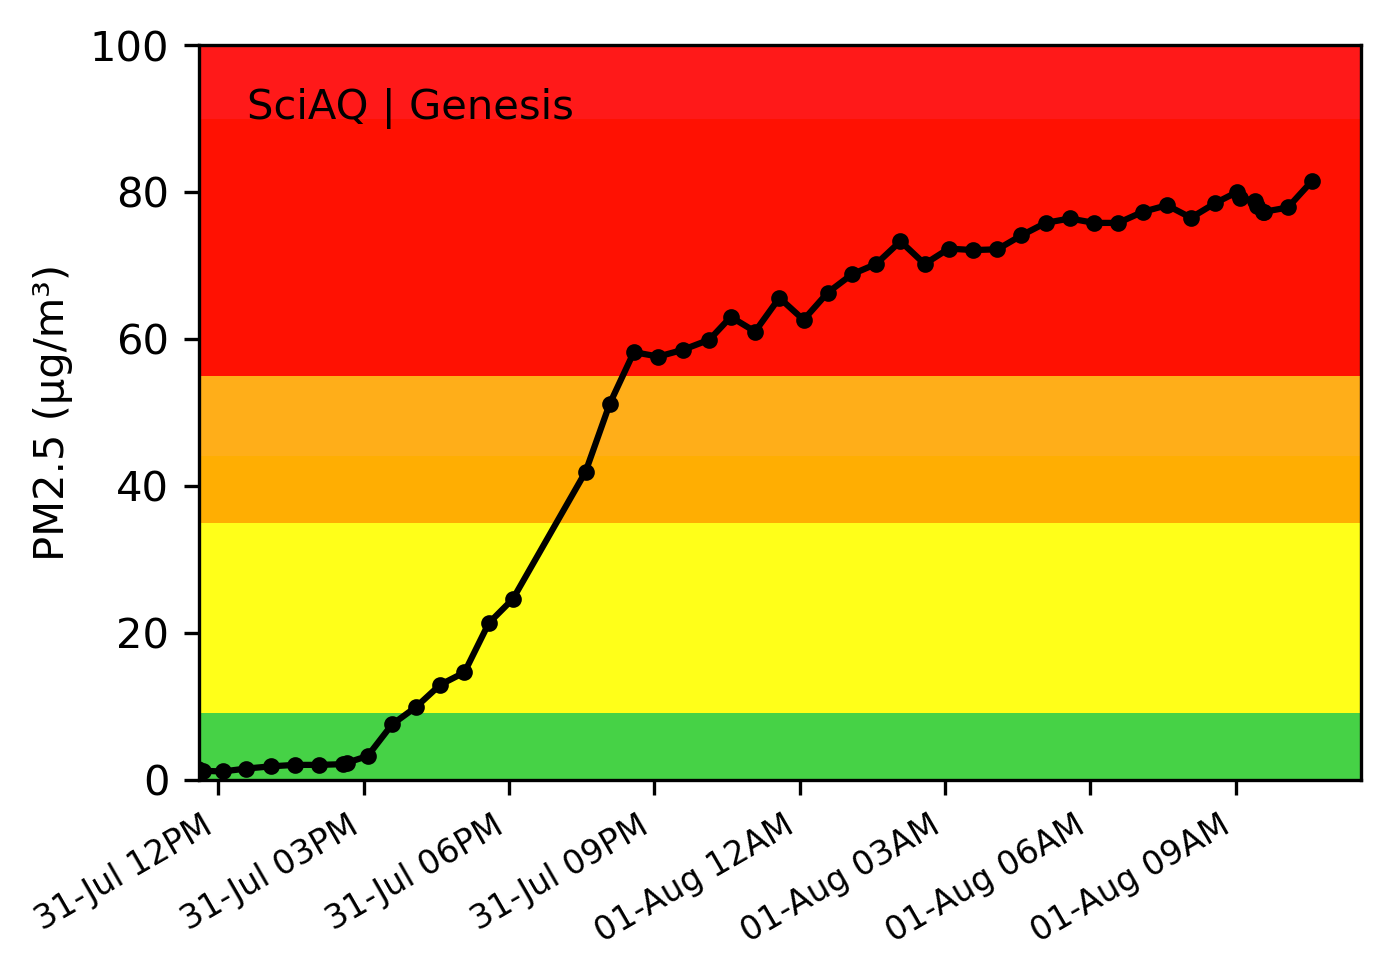 SciAQ | Genesis
PM2.5 (µg/m³)
100
80
60
40
20
0
31-Jul 12PM
31-Jul 03PM
31-Jul 06PM
31-Jul 09PM
01-Aug 12AM
01-Aug 03AM
01-Aug 06AM
01-Aug 09AM